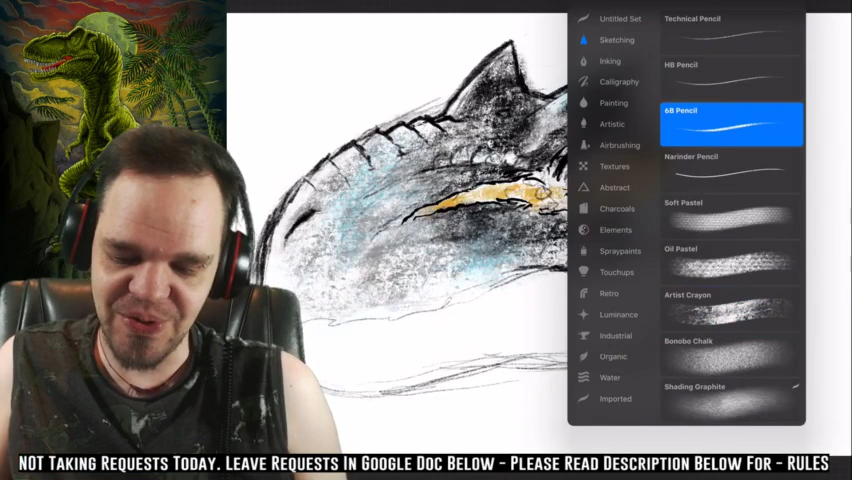 Untitled Set
Sketching
Inking
Calligraphy
Painting
Artistic
Airbrushing
Textures
Abstract
Charcoals
Elements
Spraypaints
Touchups
Retro
Luminance
Industrial
Organic
Water
Imported
Technical Pencil
HB Pencil
6B Pencil
Narinder Pencil
Soft Pastel
Oil Pastel
Artist Crayon
Bonobo Chalk
Shading Graphite
NOT Taking Requests Today. Leave Requests In Google Doc Below - Please Read Description Below For - RULES